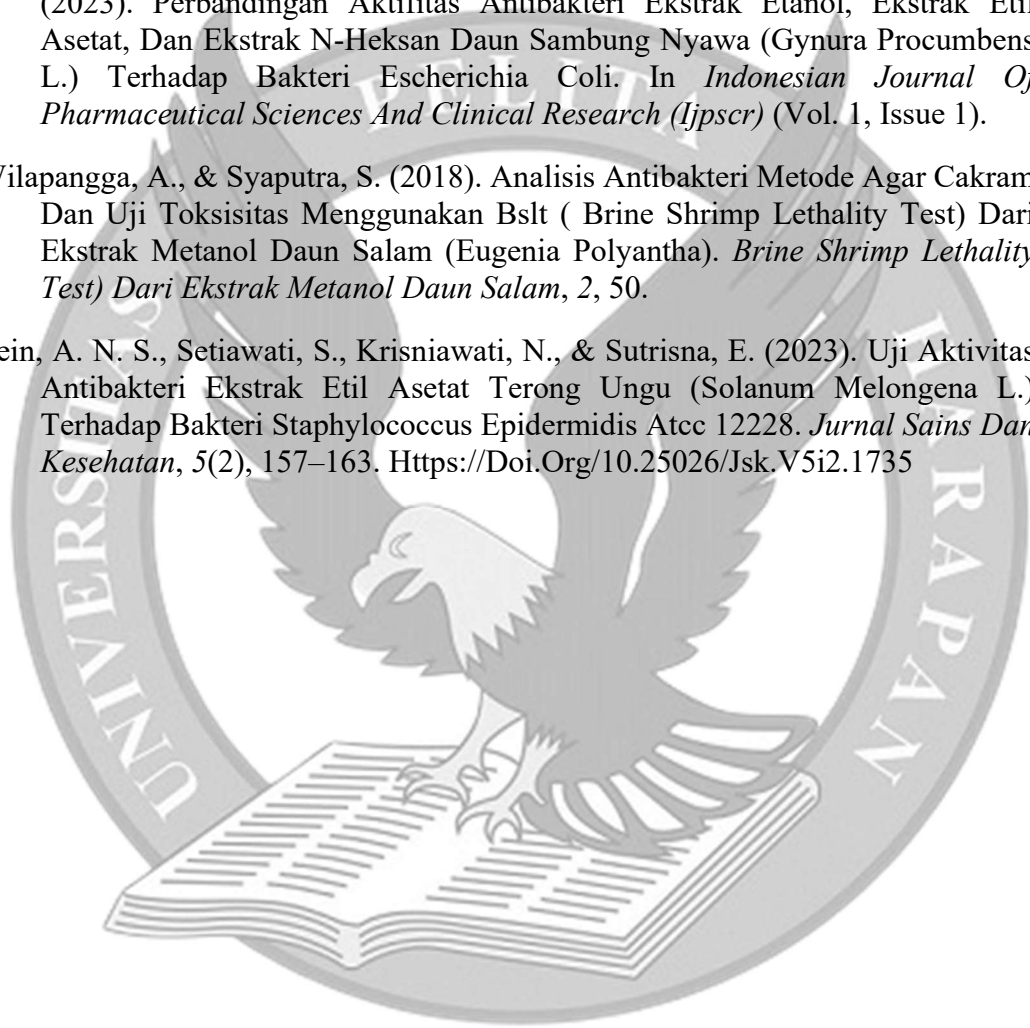 (2023). Perbandingan Aktifitas Antibakteri Ekstrak Etanol, Ekstrak Etil
Asetat, Dan Ekstrak N-Heksan Daun Sambung Nyawa (Gynura Procumbens
L.) Terhadap Bakteri Escherichia Coli. In Indonesian Journal Of
Pharmaceutical Sciences And Clinical Research (Ijpscr) (Vol. 1, Issue 1).
Wilapangga, A., & Syaputra, S. (2018). Analisis Antibakteri Metode Agar Cakram
Dan Uji Toksisitas Menggunakan Bslt ( Brine Shrimp Lethality Test) Dari
Ekstrak Metanol Daun Salam (Eugenia Polyantha). Brine Shrimp Lethality
Test) Dari Ekstrak Metanol Daun Salam, 2, 50.
A. N. S., Setiawati, S., Krisniawati, N., & Sutrisna, E. (2023). Uji Aktivitas
Antibakteri Ekstrak Etil Asetat Terong Ungu (Solanum Melongena L.)
Terhadap Bakteri Staphylococcus Epidermidis Atcc 12228. Jurnal Sains Dan
Kesehatan, 5(2), 157–163. Https://Doi.Org/10.25026/Jsk.V5i2.1735
UNIVERSITAS PELITA HARAPAN